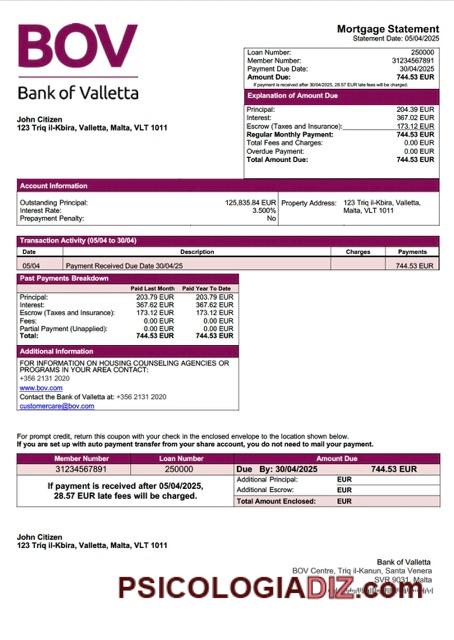 BOV
Bank of Valletta
Mortgage Statement
Statement Date: 05/04/2025
Loan Number: 250000
Member Number: 31234567891
Payment Due Date: 30/04/2025
Amount Due: 744.53 EUR
If payment is received after 30/04/2025, 28.57 EUR late fees will be charged.
John Citizen
123 Triq il-Kbira, Valletta, Malta, VLT 1011
Explanation of Amount Due
Principal: 204.39 EUR
Interest: 367.02 EUR
Escrow (Taxes and Insurance): 173.12 EUR
Regular Monthly Payment: 744.53 EUR
Total Fees and Charges: 0.00 EUR
Overdue Payment: 0.00 EUR
Total Amount Due: 744.53 EUR
Account Information
Outstanding Principal: 125,835.84 EUR
Interest Rate: 3.500%
Prepayment Penalty: No
Property Address: 123 Triq il-Kbira, Valletta,
Malta, VLT 1011
Transaction Activity (05/04 to 30/04)
Date Description Charges Payments
05/04 Payment Received Due Date 30/04/25 744.53 EUR
Past Payments Breakdown
Paid Last Month Paid Year To Date
Principal: 203.79 EUR 203.79 EUR
Interest: 367.62 EUR 367.62 EUR
Escrow (Taxes and Insurance): 173.12 EUR 173.12 EUR
Fees: 0.00 EUR 0.00 EUR
Partial Payment (Unapplied): 0.00 EUR 0.00 EUR
Total: 744.53 EUR 744.53 EUR
Additional Information
FOR INFORMATION ON HOUSING COUNSELING AGENCIES OR
PROGRAMS IN YOUR AREA CONTACT:
+356 2131 2020
www.bov.com
Contact the Bank of Valletta at: +356 2131 2020
customercare@bov.com
For prompt credit, return this coupon with your check in the enclosed envelope to the location shown below.
If you are set up with auto payment transfer from your share account, you do not need to mail your payment.
Member Number Loan Number Amount Due
31234567891 250000 Due By: 30/04/2025 744.53 EUR
If payment is received after 05/04/2025,
28.57 EUR late fees will be charged.
Additional Principal: EUR
Additional Escrow: EUR
Total Amount Enclosed: EUR
John Citizen
123 Triq il-Kbira, Valletta, Malta, VLT 1011
Bank of Valletta
BOV Centre, Triq il-Kanun, Santa Venera
SVR 9031, Malta
PSICOLOGIADIZ.com